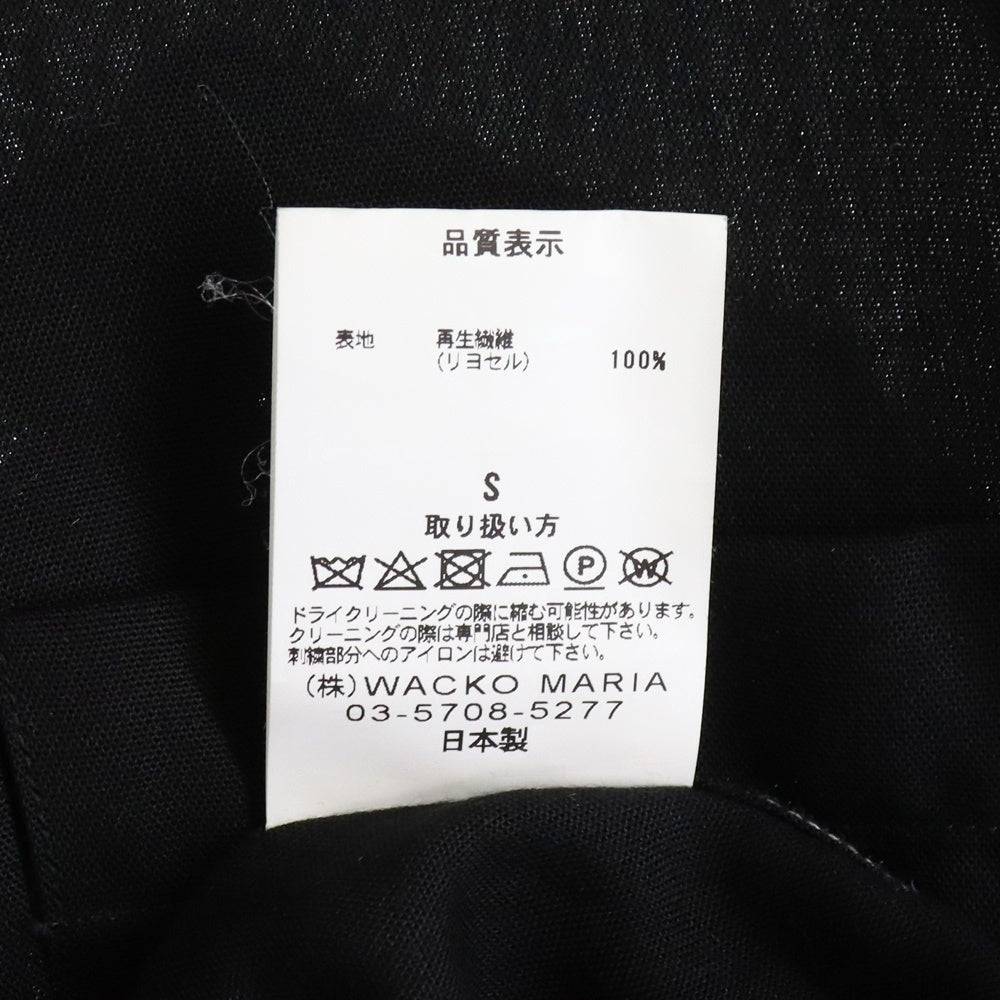 品質表示
表地 再生繊維
(リヨセル) 100%
S
取り扱い方
P W
ドライクリーニングの際に縮む可能性があります。
クリーニングの際は専門店と相談して下さい。
刺繍部分へのアイロンは避けて下さい。
(株)WACKO MARIA
03-5708-5277
日本製